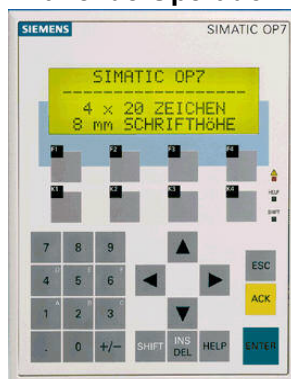 SIEMENS SIMATIC OP7
SIMATIC OP7
--------------------
4 x 20 ZEICHEN
8 mm SCHRIFTHöHE
F1 F2 F3 F4
K1 K2 K3 K4
HELP
SHIFT
7 8 9
D E F
4 5 6
ESC
A B C
1 2 3
ACK
. 0 +/- SHIFT INS DEL HELP ENTER